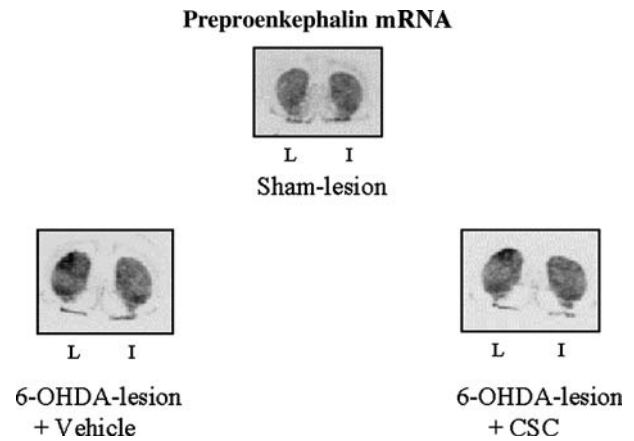 Preproenkephalin mRNA
L I
Sham-lesion
L I
6-OHDA-lesion
+ Vehicle
L I
6-OHDA-lesion
+ CSC